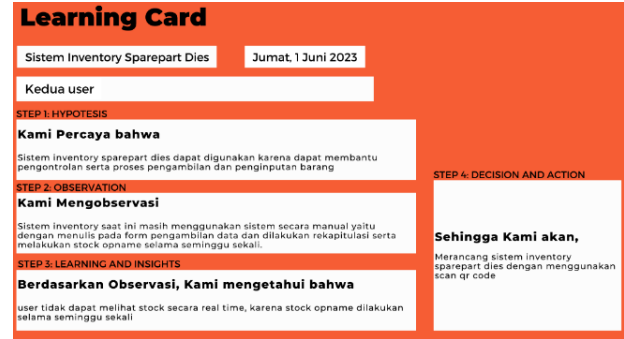 Learning Card
Sistem Inventory Sparepart Dies
Jumat, 1 Juni 2023
Kedua user
STEP 1: HYPOTESIS
Kami Percaya bahwa
Sistem inventory sparepart dies dapat digunakan karena dapat membantu
pengontrolan serta proses pengambilan dan penginputan barang
STEP 2: OBSERVATION
Kami Mengobservasi
Sistem inventory saat ini masih menggunakan sistem secara manual yaitu
dengan menulis pada form pengambilan data dan dilakukan rekapitulasi serta
melakukan stock opname selama seminggu sekali.
STEP 3: LEARNING AND INSIGHTS
Berdasarkan Observasi, Kami mengetahui bahwa
user tidak dapat melihat stock secara real time, karena stock opname dilakukan
selama seminggu sekali
STEP 4: DECISION AND ACTION
Sehingga Kami akan,
Merancang sistem inventory
sparepart dies dengan menggunakan
scan qr code